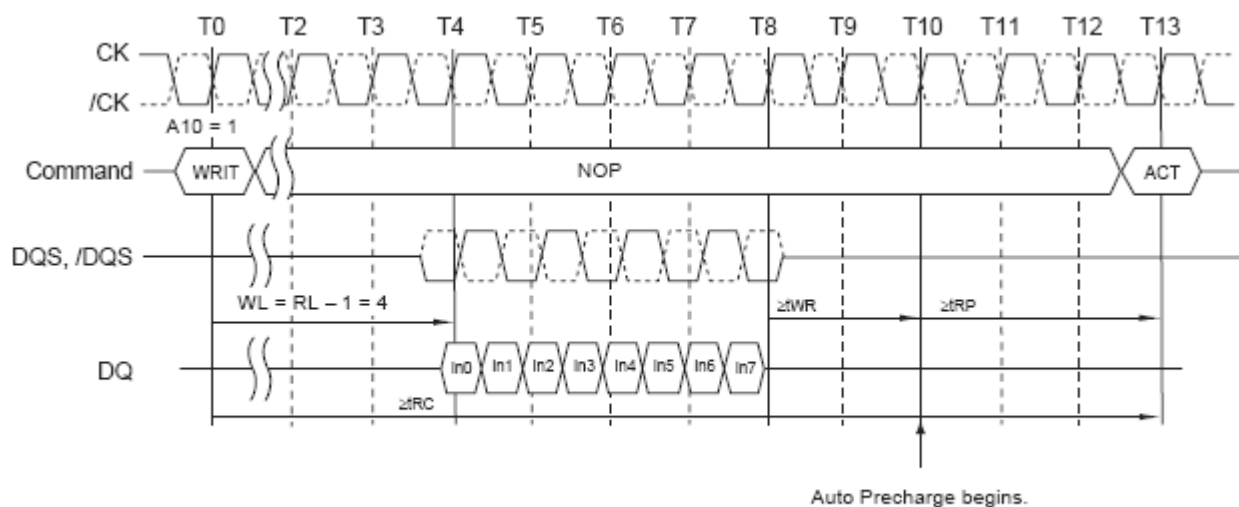 T0 T2 T3 T4 T5 T6 T7 T8 T9 T10 T11 T12 T13
CK
/CK
A10 = 1
Command WRIT NOP ACT
DQS, /DQS
WL = RL – 1 = 4 ≥tWR ≥tRP
DQ In0 In1 In2 In3 In4 In5 In6 In7
≥tRC
Auto Precharge begins.